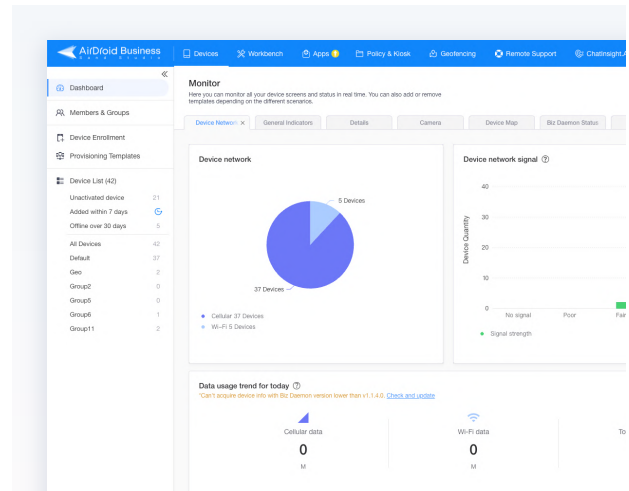 AirDroid Business
Sand Studio
Devices
Workbench
Apps
Policy & Kiosk
Geofencing
Remote Support
ChatInsight.A
Dashboard
Members & Groups
Device Enrollment
Provisioning Templates
Device List (42)
Unactivated device 21
Added within 7 days
Offline over 30 days 5
All Devices 42
Default 37
Geo 2
Group2 0
Group5 0
Group6 1
Group11 2
Monitor
Here you can monitor all your device screens and status in real time. You can also add or remove
templates depending on the different scenarios.
Device Network
General Indicators
Details
Camera
Device Map
Biz Daemon Status
Device network
5 Devices
37 Devices
Cellular 37 Devices
Wi-Fi 5 Devices
Device network signal ?
Device Quantity
40
30
20
10
0
No signal
Poor
Fair
Signal strength
Data usage trend for today ?
*Can't acquire device info with Biz Daemon version lower than v1.1.4.0. Check and update
Cellular data
0
M
Wi-Fi data
0
M
To